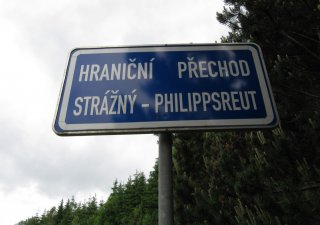 HRANIČNÍ PŘECHOD
STRÁŽNÝ - PHILIPPSREUT